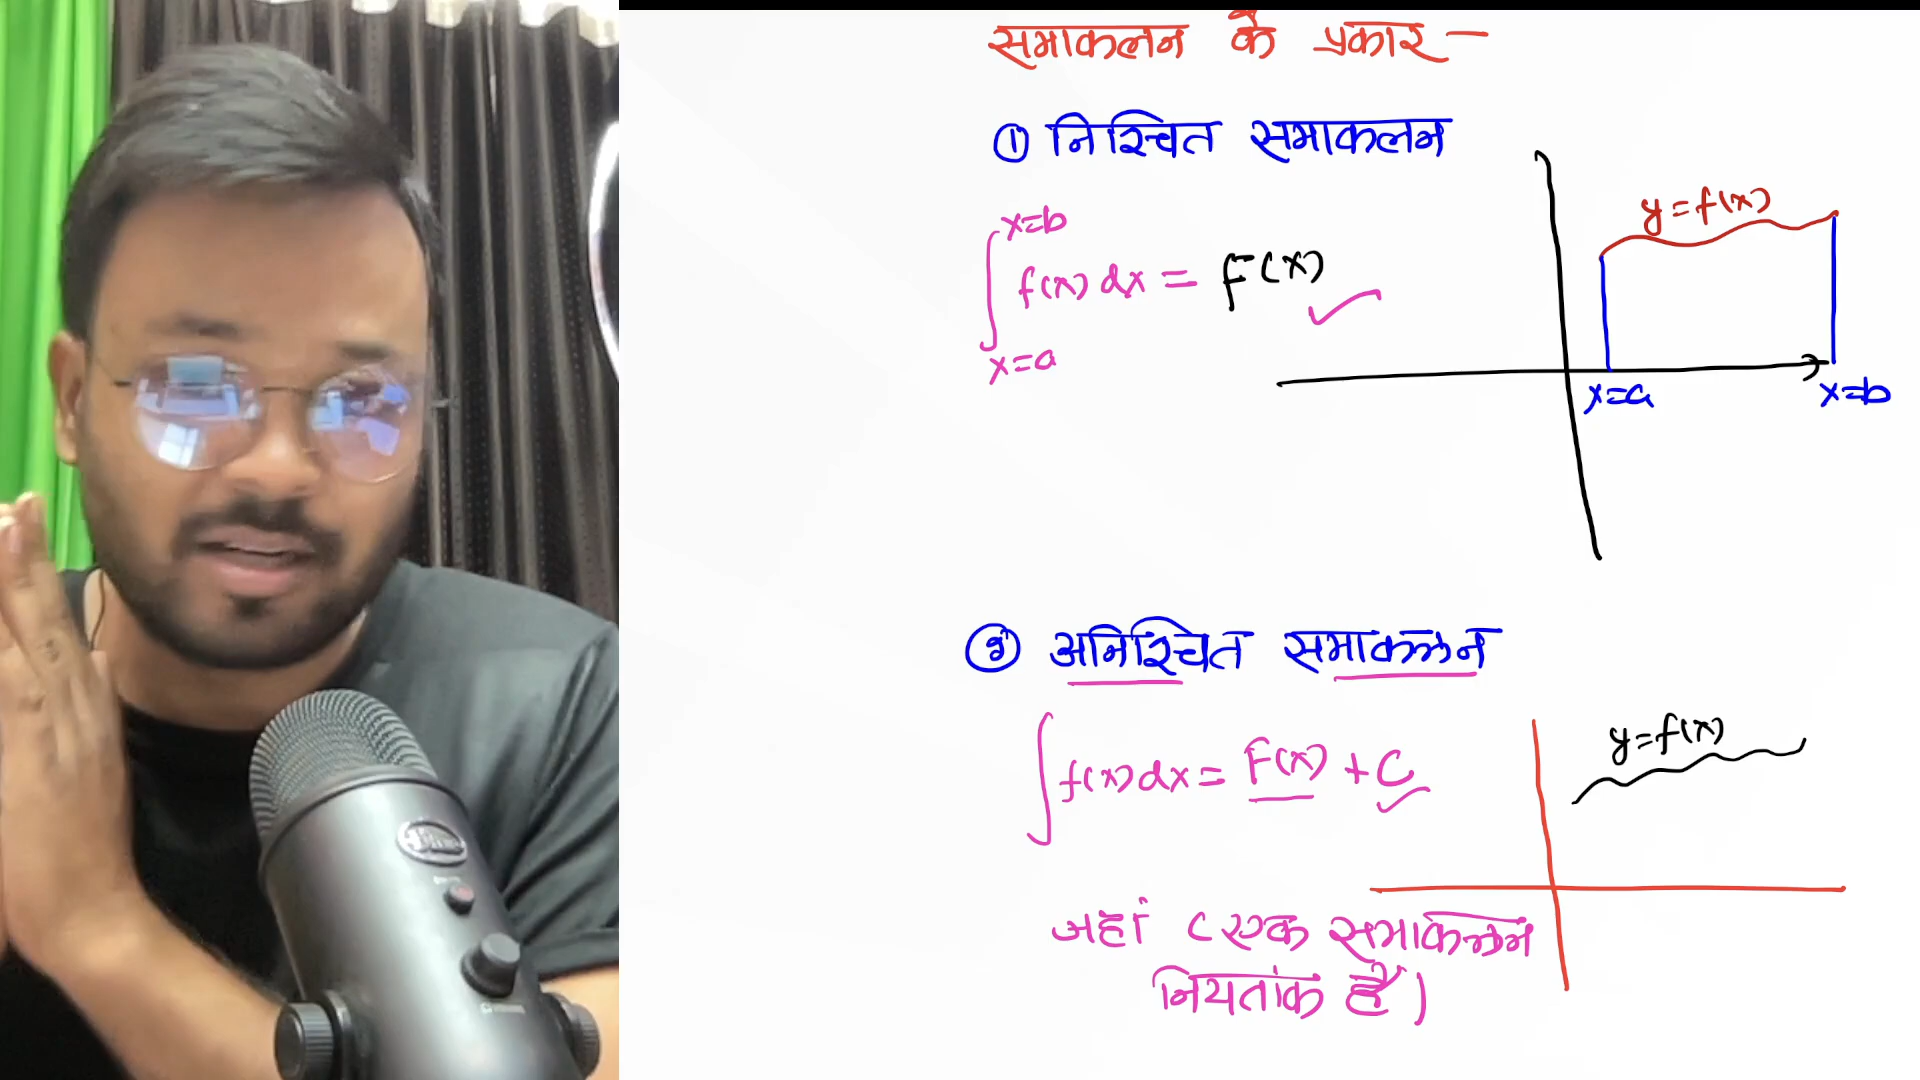 समाकलन के प्रकार-
① निश्चित समाकलन
y=f(x)
x=b
∫ f(x) dx = F(x)
x=a
x=a
x=b
② अनिश्चित समाकलन
y=f(x)
∫ f(x) dx = F(x) + C
जहां C एक समाकलन
नियतांक है।